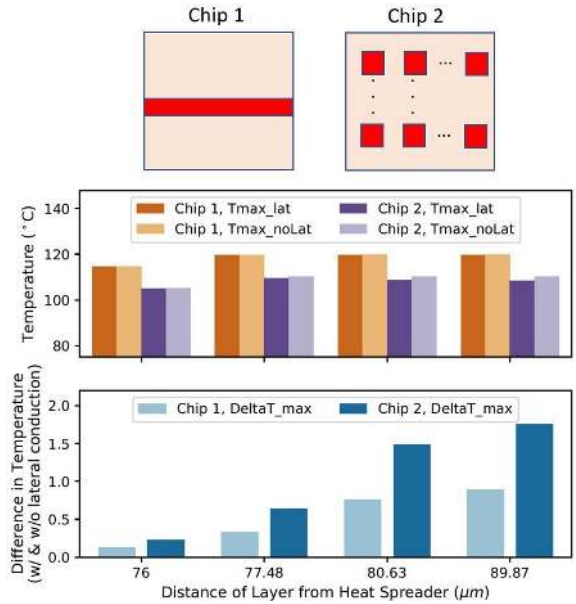 Chip 1
Chip 2
...
...
Temperature (°C)
140
120
100
80
Chip 1, Tmax_lat
Chip 1, Tmax_noLat
Chip 2, Tmax_lat
Chip 2, Tmax_noLat
Difference in Temperature
(w/ & w/o lateral conduction)
2.0
1.5
1.0
0.5
0.0
Chip 1, DeltaT_max
Chip 2, DeltaT_max
76
77.48
80.63
89.87
Distance of Layer from Heat Spreader (μm)